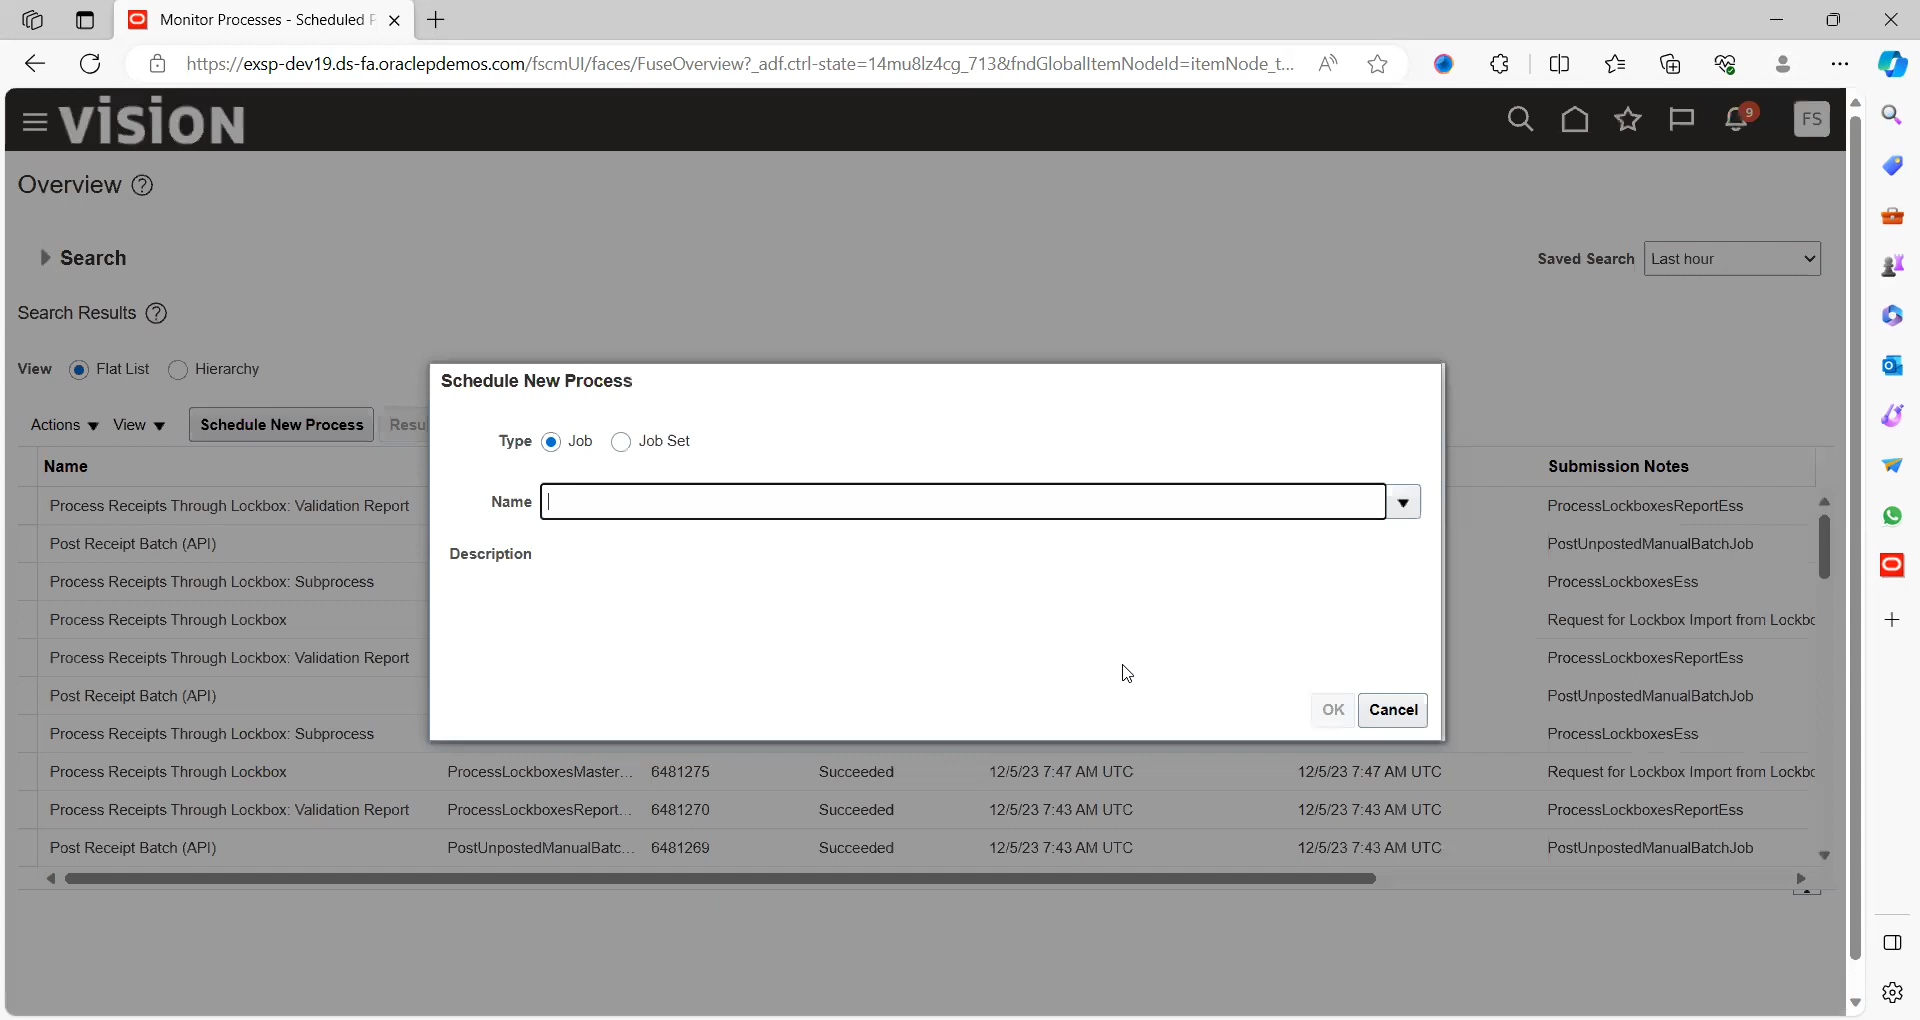 Monitor Processes - Scheduled P
https://exsp-dev19.ds-fa.oraclepdemos.com/fscmUI/faces/FuseOverview?_adf.ctrl-state=14mu8lz4cg_713&fndGlobalItemNodeId=itemNode_t...
VISION
9
FS
Overview
Search
Saved Search Last hour
Search Results
View Flat List Hierarchy
Actions View Schedule New Process Resu
Schedule New Process
Type Job Job Set
Name
Description
OK Cancel
Name Submission Notes
Process Receipts Through Lockbox: Validation Report ProcessLockboxesReportEss
Post Receipt Batch (API) PostUnpostedManualBatchJob
Process Receipts Through Lockbox: Subprocess ProcessLockboxesEss
Process Receipts Through Lockbox Request for Lockbox Import from Lockbc
Process Receipts Through Lockbox: Validation Report ProcessLockboxesReportEss
Post Receipt Batch (API) PostUnpostedManualBatchJob
Process Receipts Through Lockbox: Subprocess ProcessLockboxesEss
Process Receipts Through Lockbox ProcessLockboxesMaster... 6481275 Succeeded 12/5/23 7:47 AM UTC 12/5/23 7:47 AM UTC Request for Lockbox Import from Lockbc
Process Receipts Through Lockbox: Validation Report ProcessLockboxesReport... 6481270 Succeeded 12/5/23 7:43 AM UTC 12/5/23 7:43 AM UTC ProcessLockboxesReportEss
Post Receipt Batch (API) PostUnpostedManualBatc... 6481269 Succeeded 12/5/23 7:43 AM UTC 12/5/23 7:43 AM UTC PostUnpostedManualBatchJob